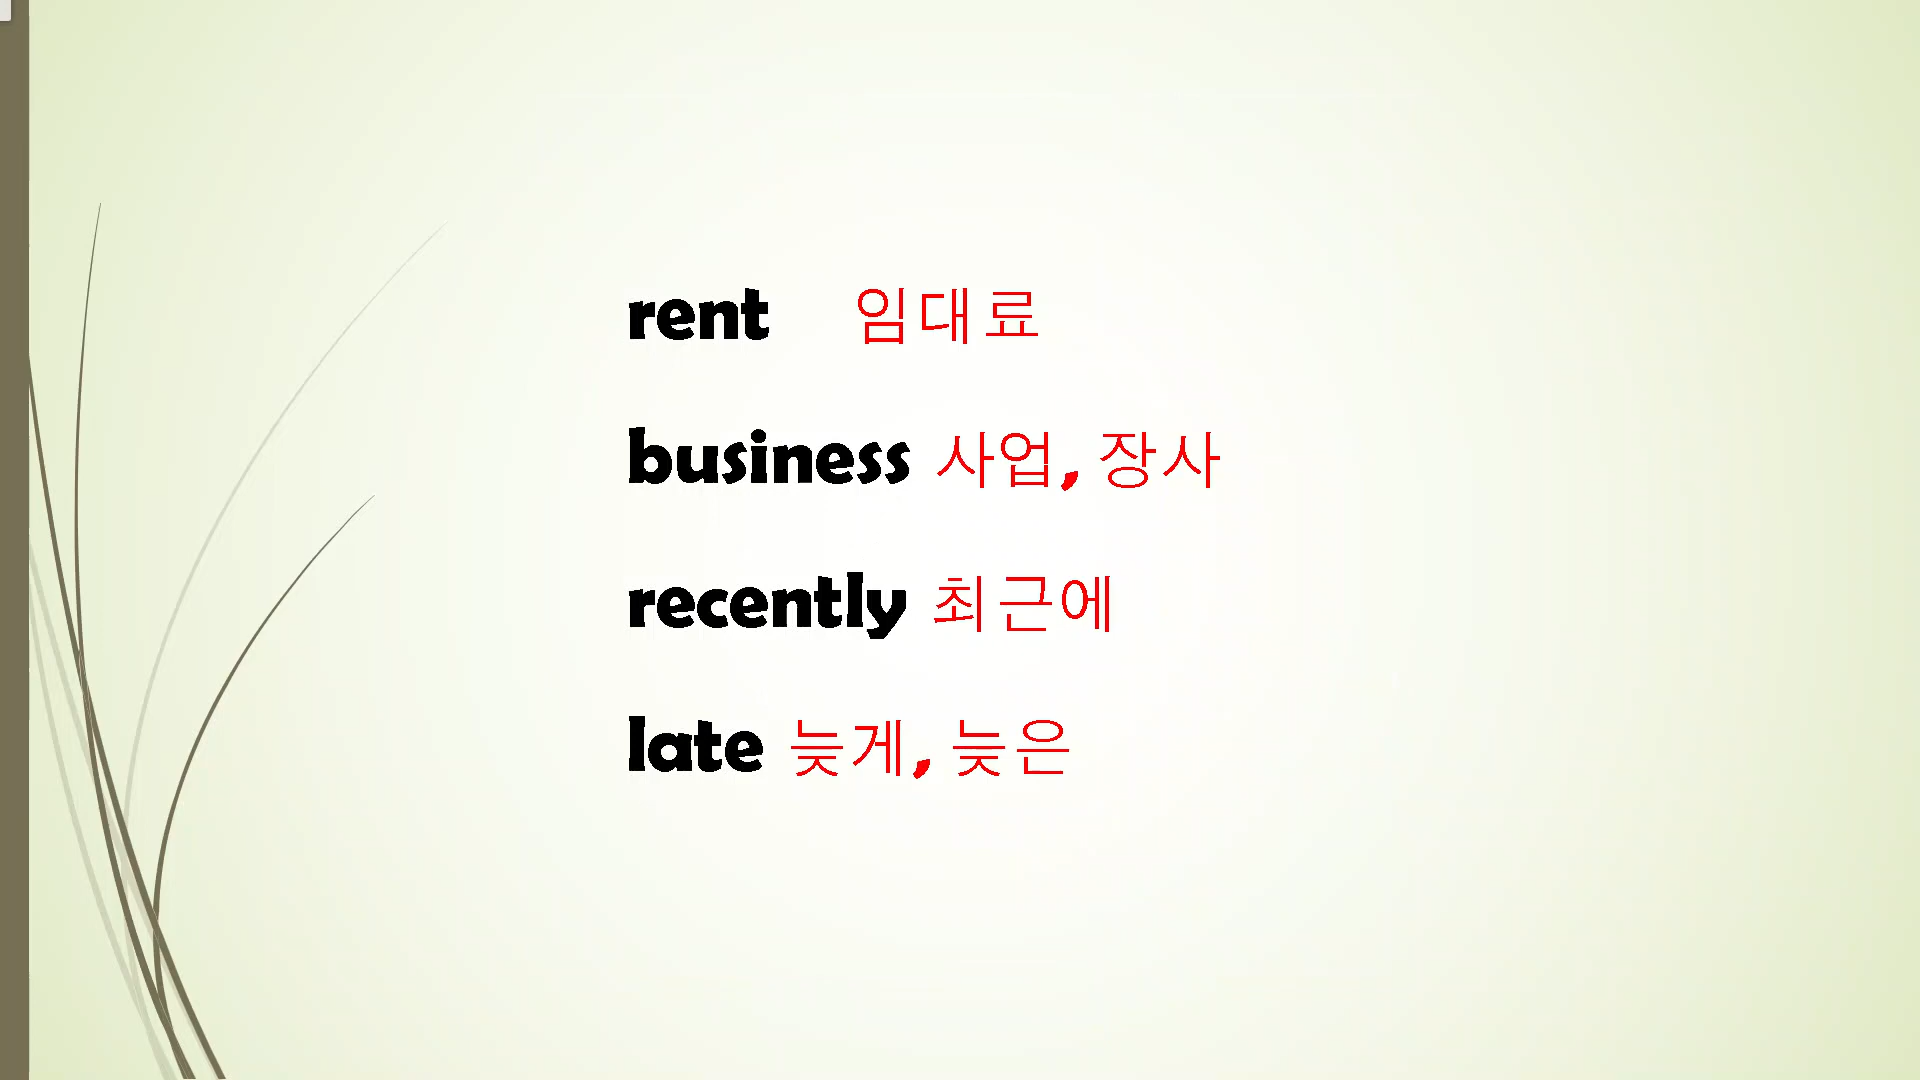 rent 임대료
business 사업, 장사
recently 최근에
late 늦게, 늦은